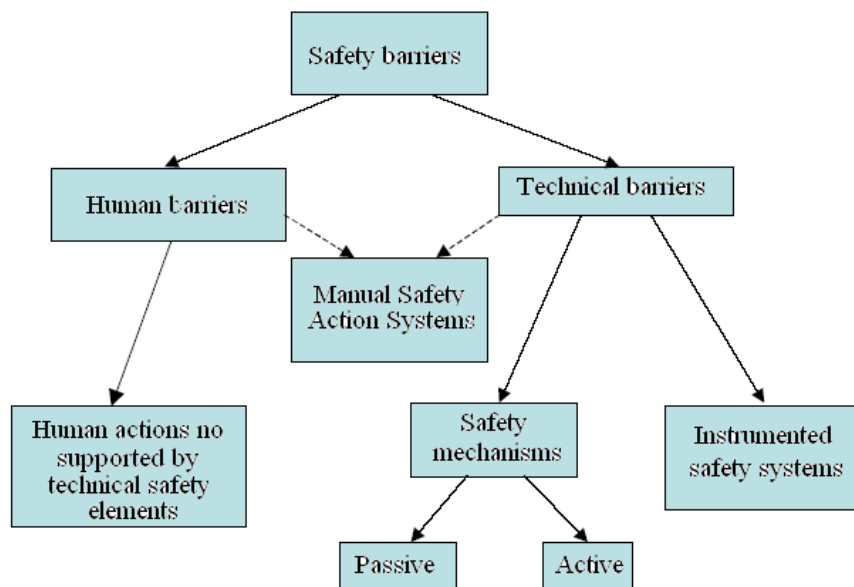 Safety barriers
Human barriers
Technical barriers
Manual Safety
Action Systems
Human actions no
supported by
technical safety
elements
Safety
mechanisms
Instrumented
safety systems
Passive
Active